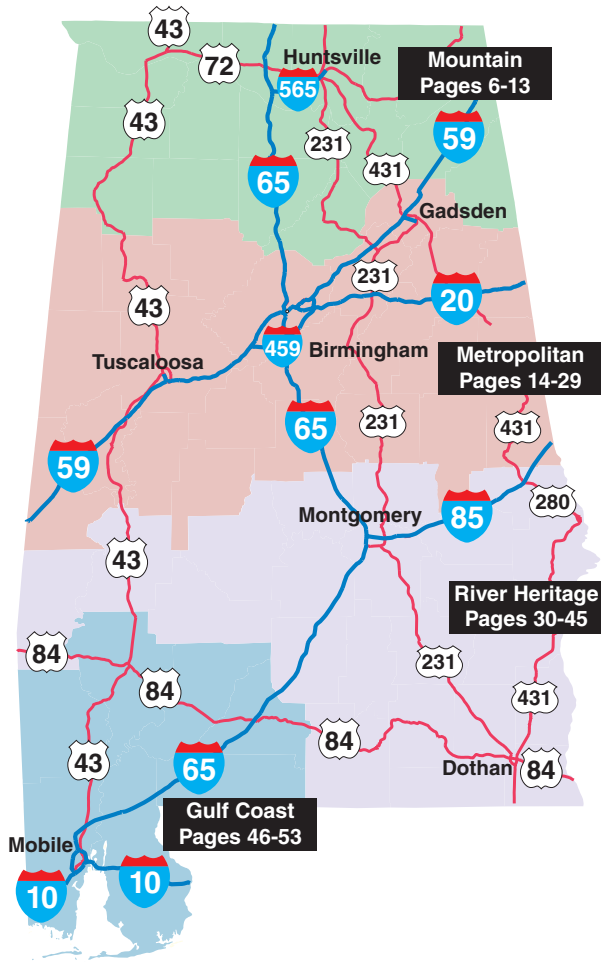 43
72
Huntsville
Mountain
Pages 6-13
565
43
231
59
65
431
Gadsden
231
20
43
459
Birmingham
Tuscaloosa
Metropolitan
Pages 14-29
65
231
431
59
280
Montgomery
85
43
River Heritage
Pages 30-45
84
231
84
431
84
43
65
Dothan
84
Gulf Coast
Pages 46-53
Mobile
10
10